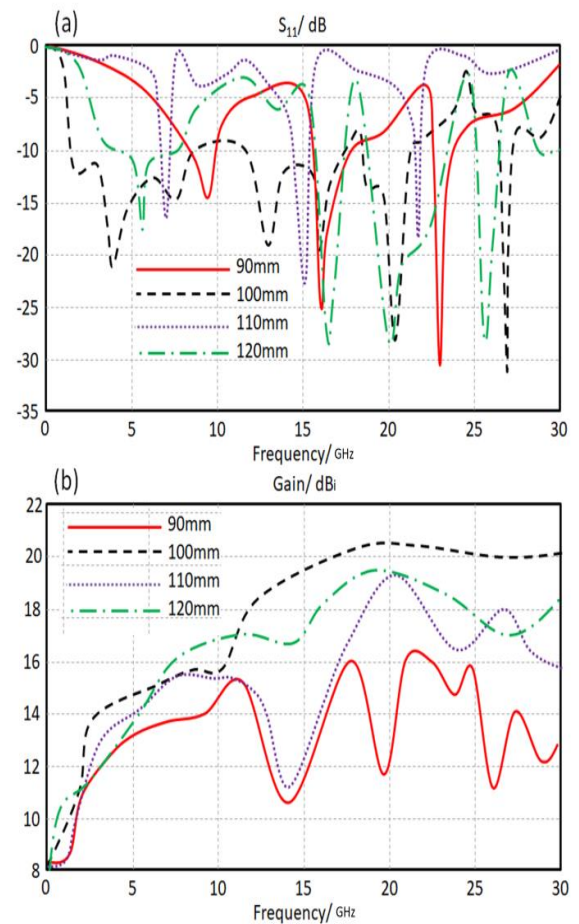 (a)
S11/ dB
0
-5
-10
-15
-20
-25
-30
-35
90mm
100mm
110mm
120mm
0 5 10 15 20 25 30
Frequency/ GHz
(b)
Gain/ dBi
22
20
18
16
14
12
10
8
90mm
100mm
110mm
120mm
0 5 10 15 20 25 30
Frequency/ GHz